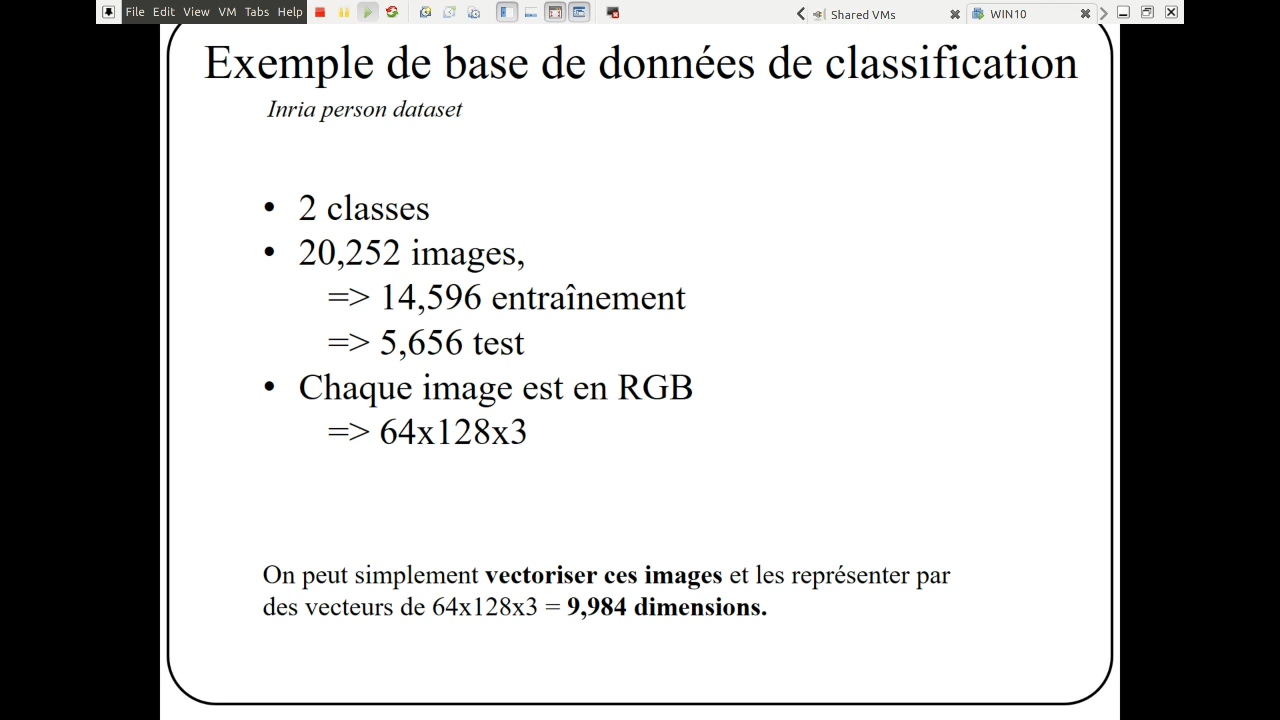 File Edit View VM Tabs Help
Shared VMs
WIN10
Exemple de base de données de classification
Inria person dataset
• 2 classes
• 20,252 images,
=> 14,596 entraînement
=> 5,656 test
• Chaque image est en RGB
=> 64x128x3
On peut simplement vectoriser ces images et les représenter par
des vecteurs de 64x128x3 = 9,984 dimensions.